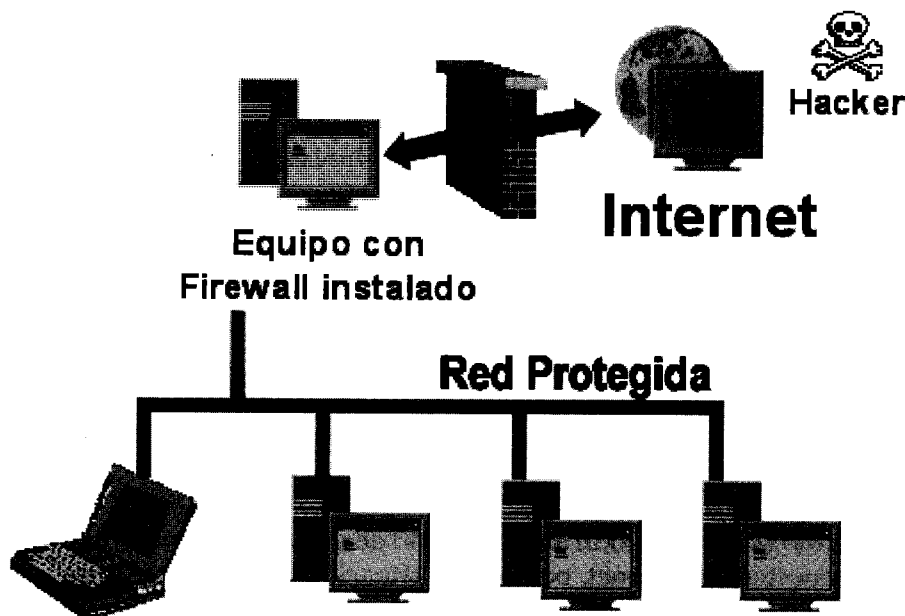 Hacker
Internet
Equipo con
Firewall instalado
Red Protegida